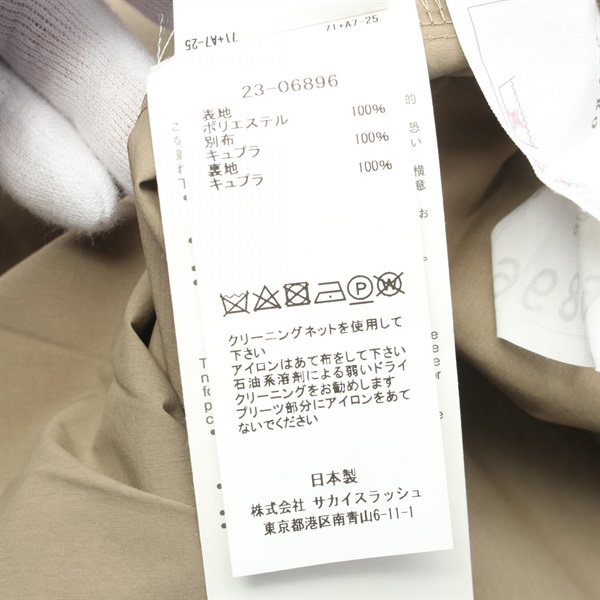 71+A7-25
71+A7-25
23-06896
表地
ポリエステル 100%
別布
キュプラ 100%
裏地
キュプラ 100%
クリーニングネットを使用して
下さい
アイロンはあて布をして下さい
石油系溶剤による弱いドライ
クリーニングをお勧めします
プリーツ部分にアイロンをあて
ないでください
日本製
株式会社 サカイスラッシュ
東京都港区南青山6-11-1